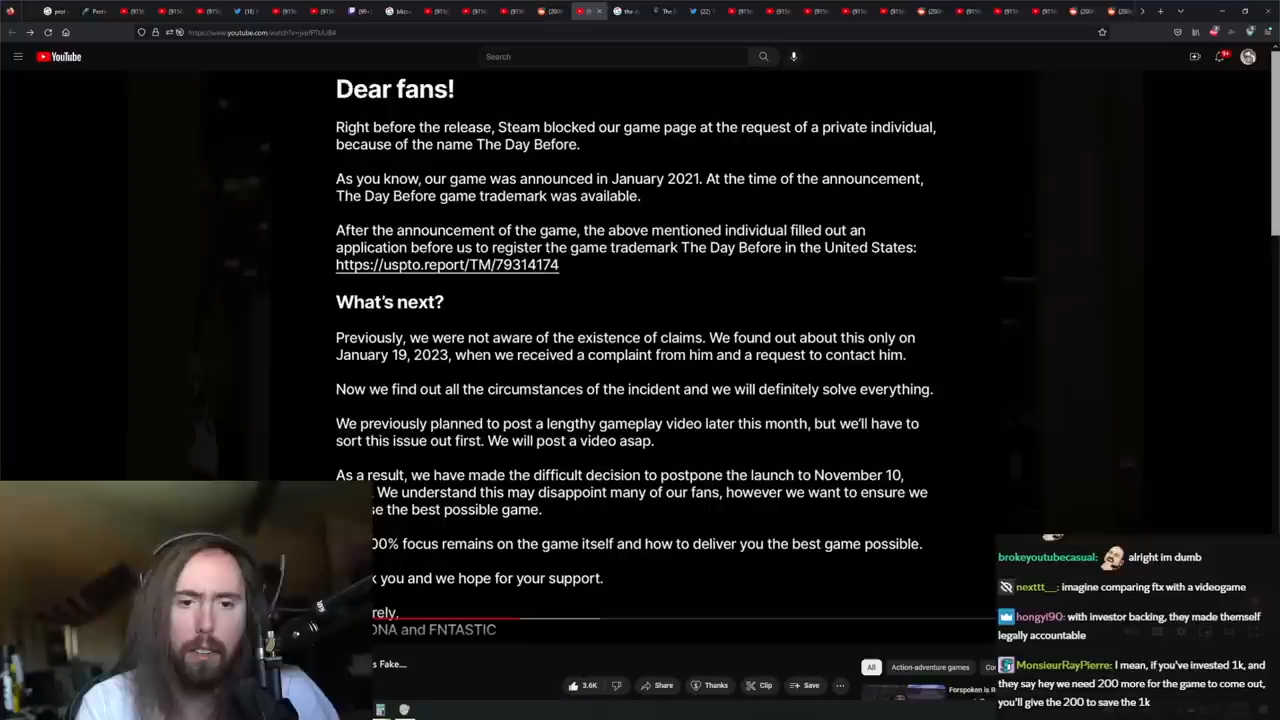 https://www.youtube.com/watch?v=jvpfPTtAJB4
YouTube
Search
9+
Dear fans!
Right before the release, Steam blocked our game page at the request of a private individual,
because of the name The Day Before.
As you know, our game was announced in January 2021. At the time of the announcement,
The Day Before game trademark was available.
After the announcement of the game, the above mentioned individual filled out an
application before us to register the game trademark The Day Before in the United States:
https://uspto.report/TM/79314174
What's next?
Previously, we were not aware of the existence of claims. We found out about this only on
January 19, 2023, when we received a complaint from him and a request to contact him.
Now we find out all the circumstances of the incident and we will definitely solve everything.
We previously planned to post a lengthy gameplay video later this month, but we'll have to
sort this issue out first. We will post a video asap.
As a result, we have made the difficult decision to postpone the launch to November 10,
We understand this may disappoint many of our fans, however we want to ensure we
se the best possible game.
00% focus remains on the game itself and how to deliver you the best game possible.
k you and we hope for your support.
rely,
ONA and FNTASTIC
s Fake...
3.6K
Share
Thanks
Clip
Save
All
Action-adventure games
Co
Forspoken is R
brokeyoutubecasual: alright im dumb
nexttt__: imagine comparing ftx with a videogame
hongyi90: with investor backing, they made themself
legally accountable
MonsieurRayPierre: I mean, if you've invested 1k, and
they say hey we need 200 more for the game to come out,
you'll give the 200 to save the 1k